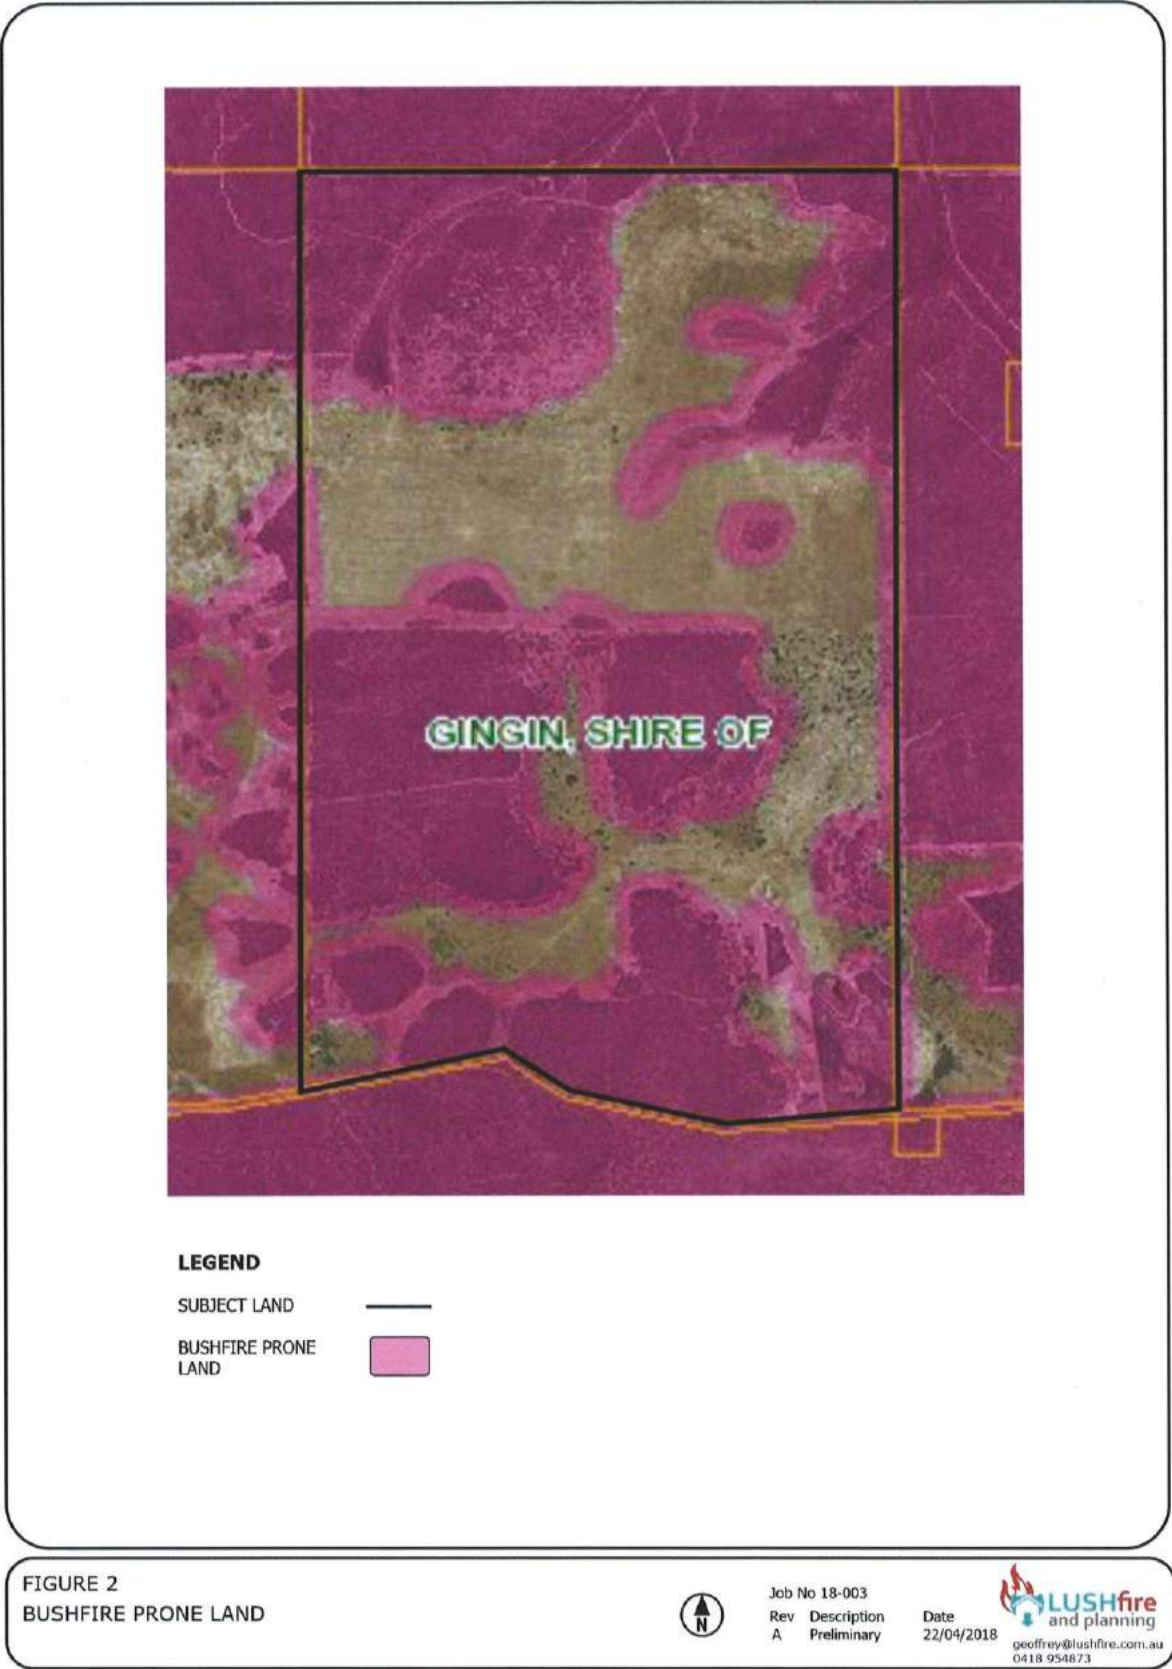 GINGIN, SHIRE OF
LEGEND
SUBJECT LAND
BUSHFIRE PRONE
LAND
FIGURE 2
BUSHFIRE PRONE LAND
N
Job No 18-003
Rev Description Date
A Preliminary 22/04/2018
LUSHfire
and planning
geoffrey@lushfire.com.au
0418 954873